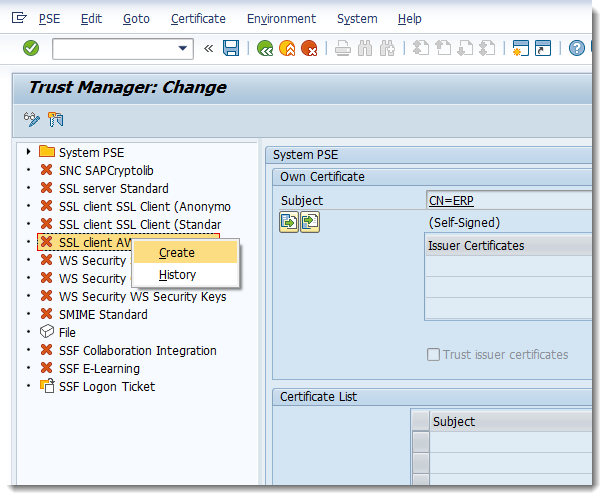 PSE Edit Goto Certificate Environment System Help
Trust Manager: Change
System PSE
SNC SAPCryptolib
SSL server Standard
SSL client SSL Client (Anonymo
SSL client SSL Client (Standar
SSL client AW
WS Security
WS Security
WS Security WS Security Keys
SMIME Standard
File
SSF Collaboration Integration
SSF E-Learning
SSF Logon Ticket
Create
History
System PSE
Own Certificate
Subject CN=ERP
(Self-Signed)
Issuer Certificates
Trust issuer certificates
Certificate List
Subject